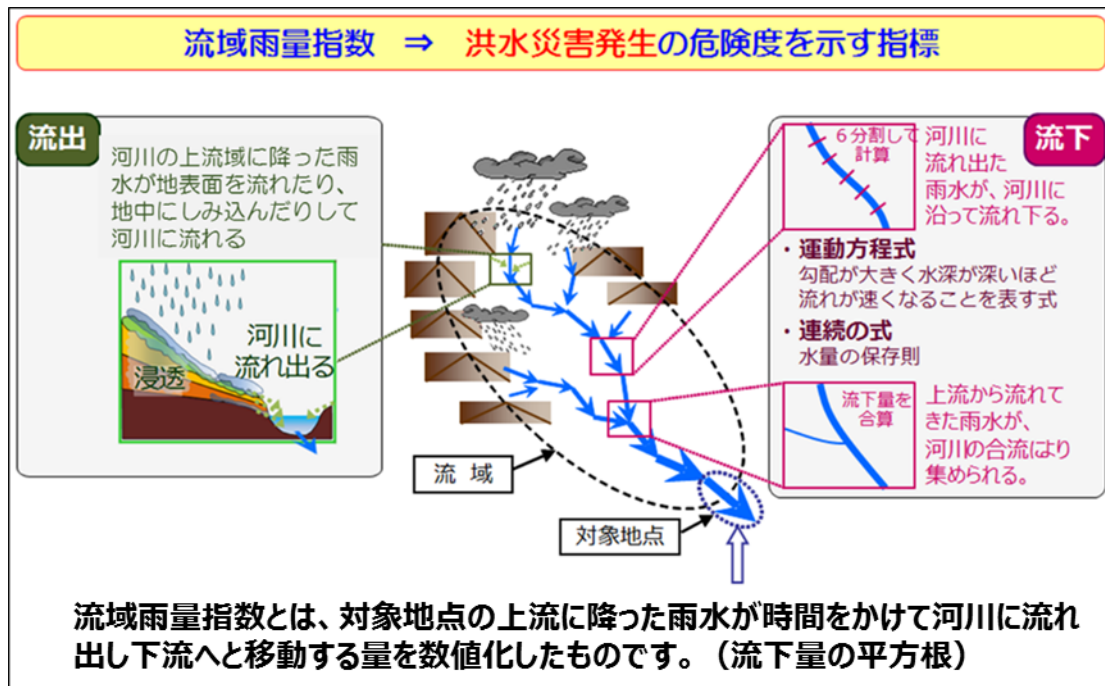 流域雨量指数 ⇒ 洪水災害発生の危険度を示す指標
流出
河川の上流域に降った雨
水が地表面を流れたり、
地中にしみ込んだりして
河川に流れる
河川に
流れ出る
浸透
流域
対象地点
流下
6分割して
計算
河川に
流れ出た
雨水が、河川に
沿って流れ下る。
・運動方程式
勾配が大きく水深が深いほど
流れが速くなることを表す式
・連続の式
水量の保存則
流下量を
合算
上流から流れて
きた雨水が、
河川の合流により
集められる。
流域雨量指数とは、対象地点の上流に降った雨水が時間をかけて河川に流れ
出し下流へと移動する量を数値化したものです。（流下量の平方根）